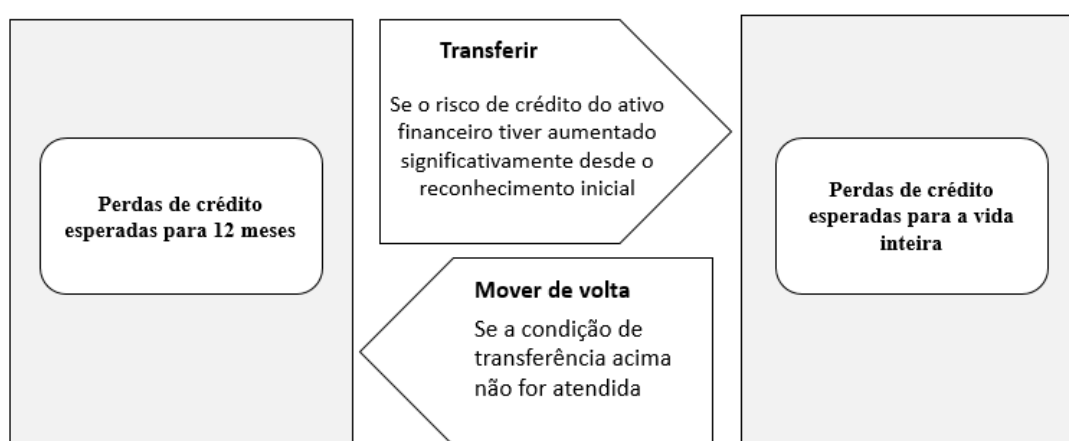 Perdas de crédito
esperadas para 12 meses
Transferir
Se o risco de crédito do ativo
financeiro tiver aumentado
significativamente desde o
reconhecimento inicial
Mover de volta
Se a condição de
transferência acima
não for atendida
Perdas de crédito
esperadas para a vida
inteira